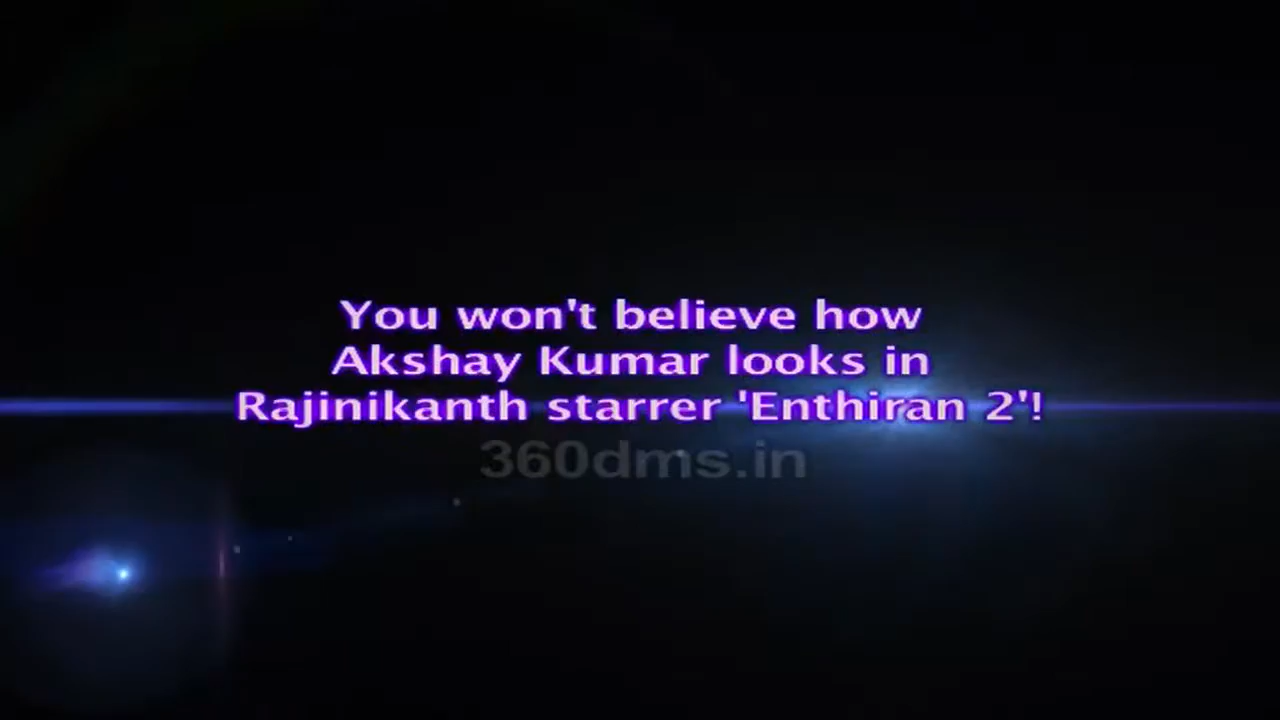 You won't believe how
Akshay Kumar looks in
Rajinikanth starrer 'Enthiran 2'!
360dms.in